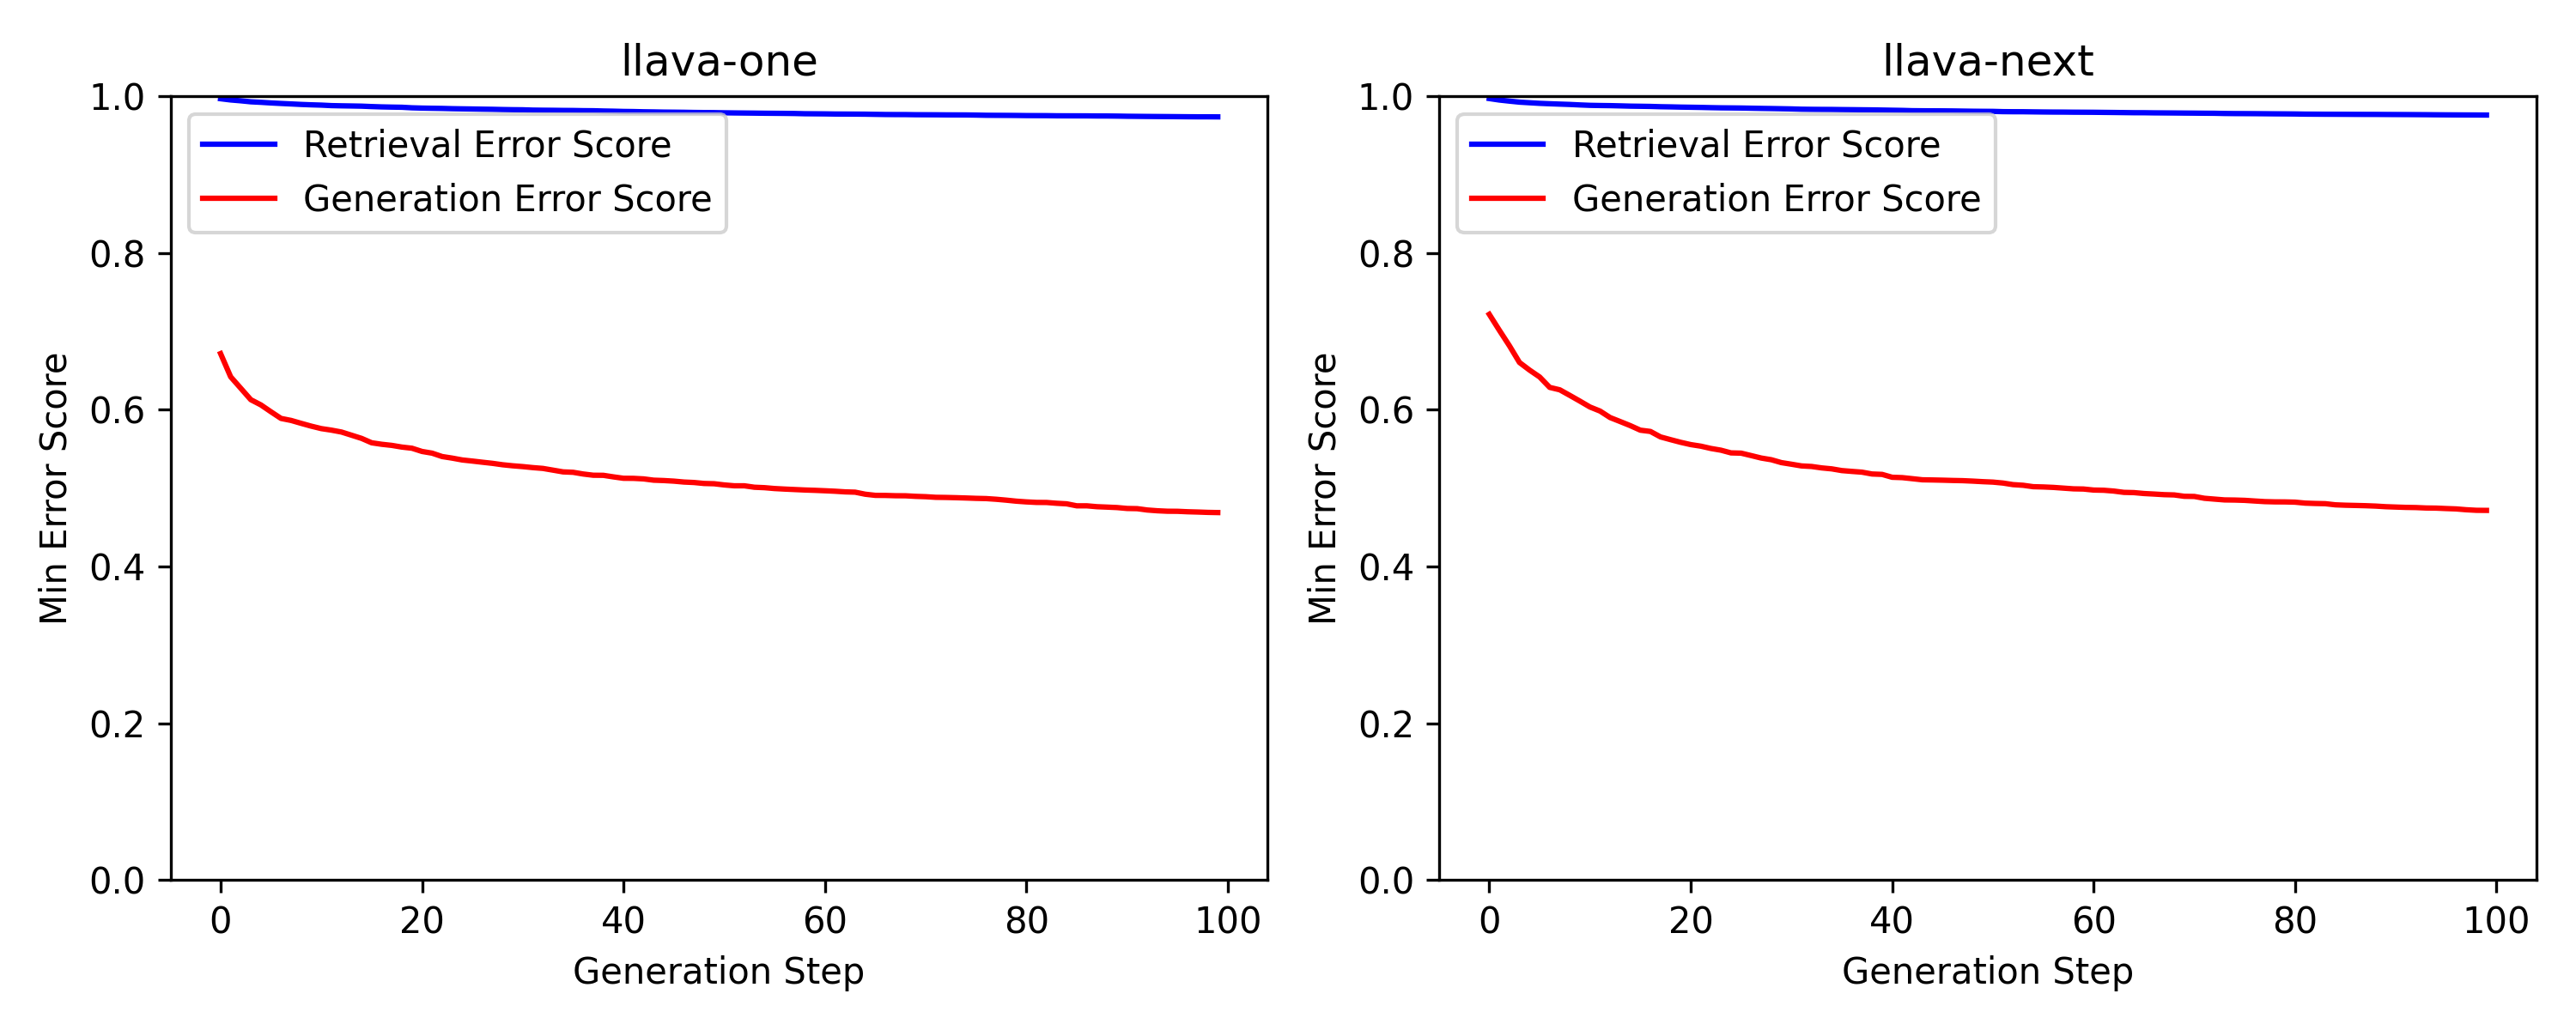 llava-one
1.0
0.8
0.6
0.4
0.2
0.0
Min Error Score
Retrieval Error Score
Generation Error Score
0 20 40 60 80 100
Generation Step
llava-next
1.0
0.8
0.6
0.4
0.2
0.0
Min Error Score
Retrieval Error Score
Generation Error Score
0 20 40 60 80 100
Generation Step